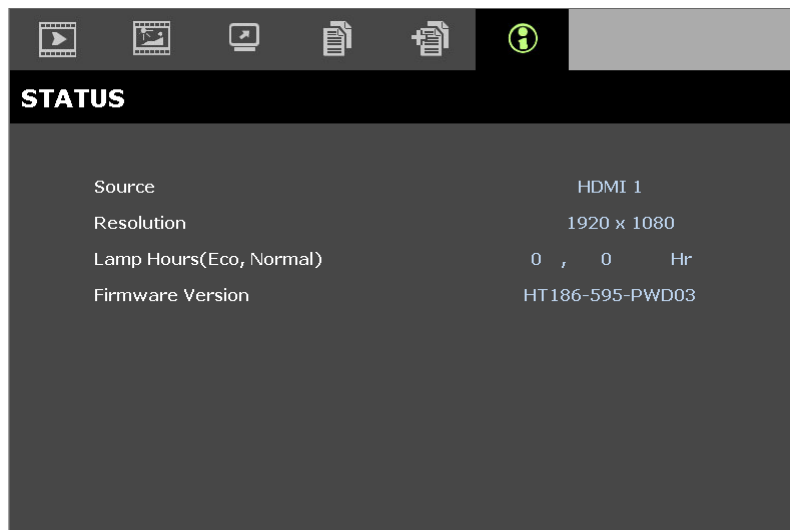 STATUS
Source HDMI 1
Resolution 1920 x 1080
Lamp Hours(Eco, Normal) 0 , 0 Hr
Firmware Version HT186-595-PWD03